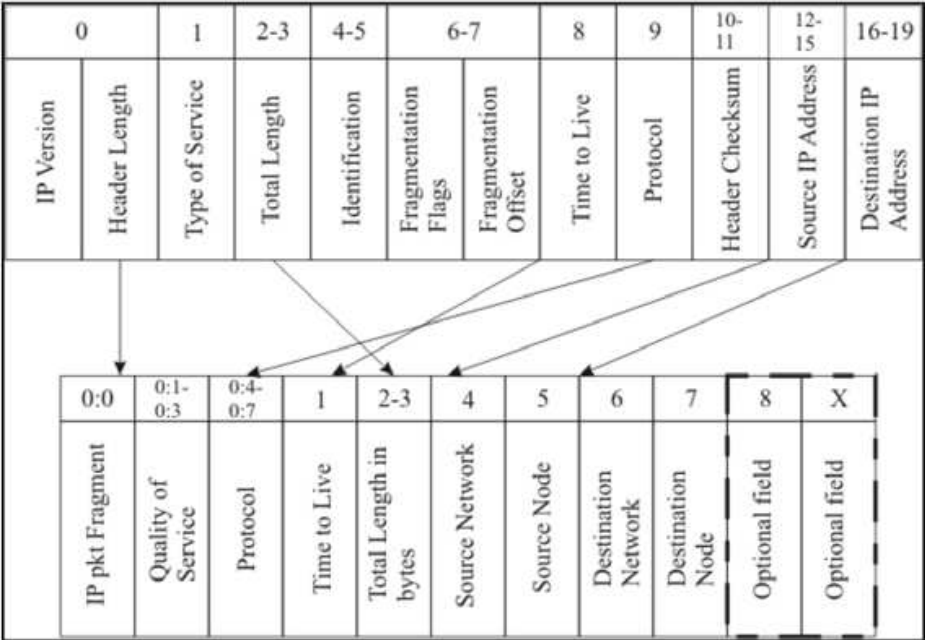 0 1 2-3 4-5 6-7 8 9 10-11 12-15 16-19
IP Version
Header Length
Type of Service
Total Length
Identification
Fragmentation
Flags
Fragmentation
Offset
Time to Live
Protocol
Header Checksum
Source IP Address
Destination IP
Address
0:0 0:1-0:3 0:4-0:7 1 2-3 4 5 6 7 8 X
IP pkt Fragment
Quality of
Service
Protocol
Time to Live
Total Length in
bytes
Source Network
Source Node
Destination
Network
Destination
Node
Optional field
Optional field